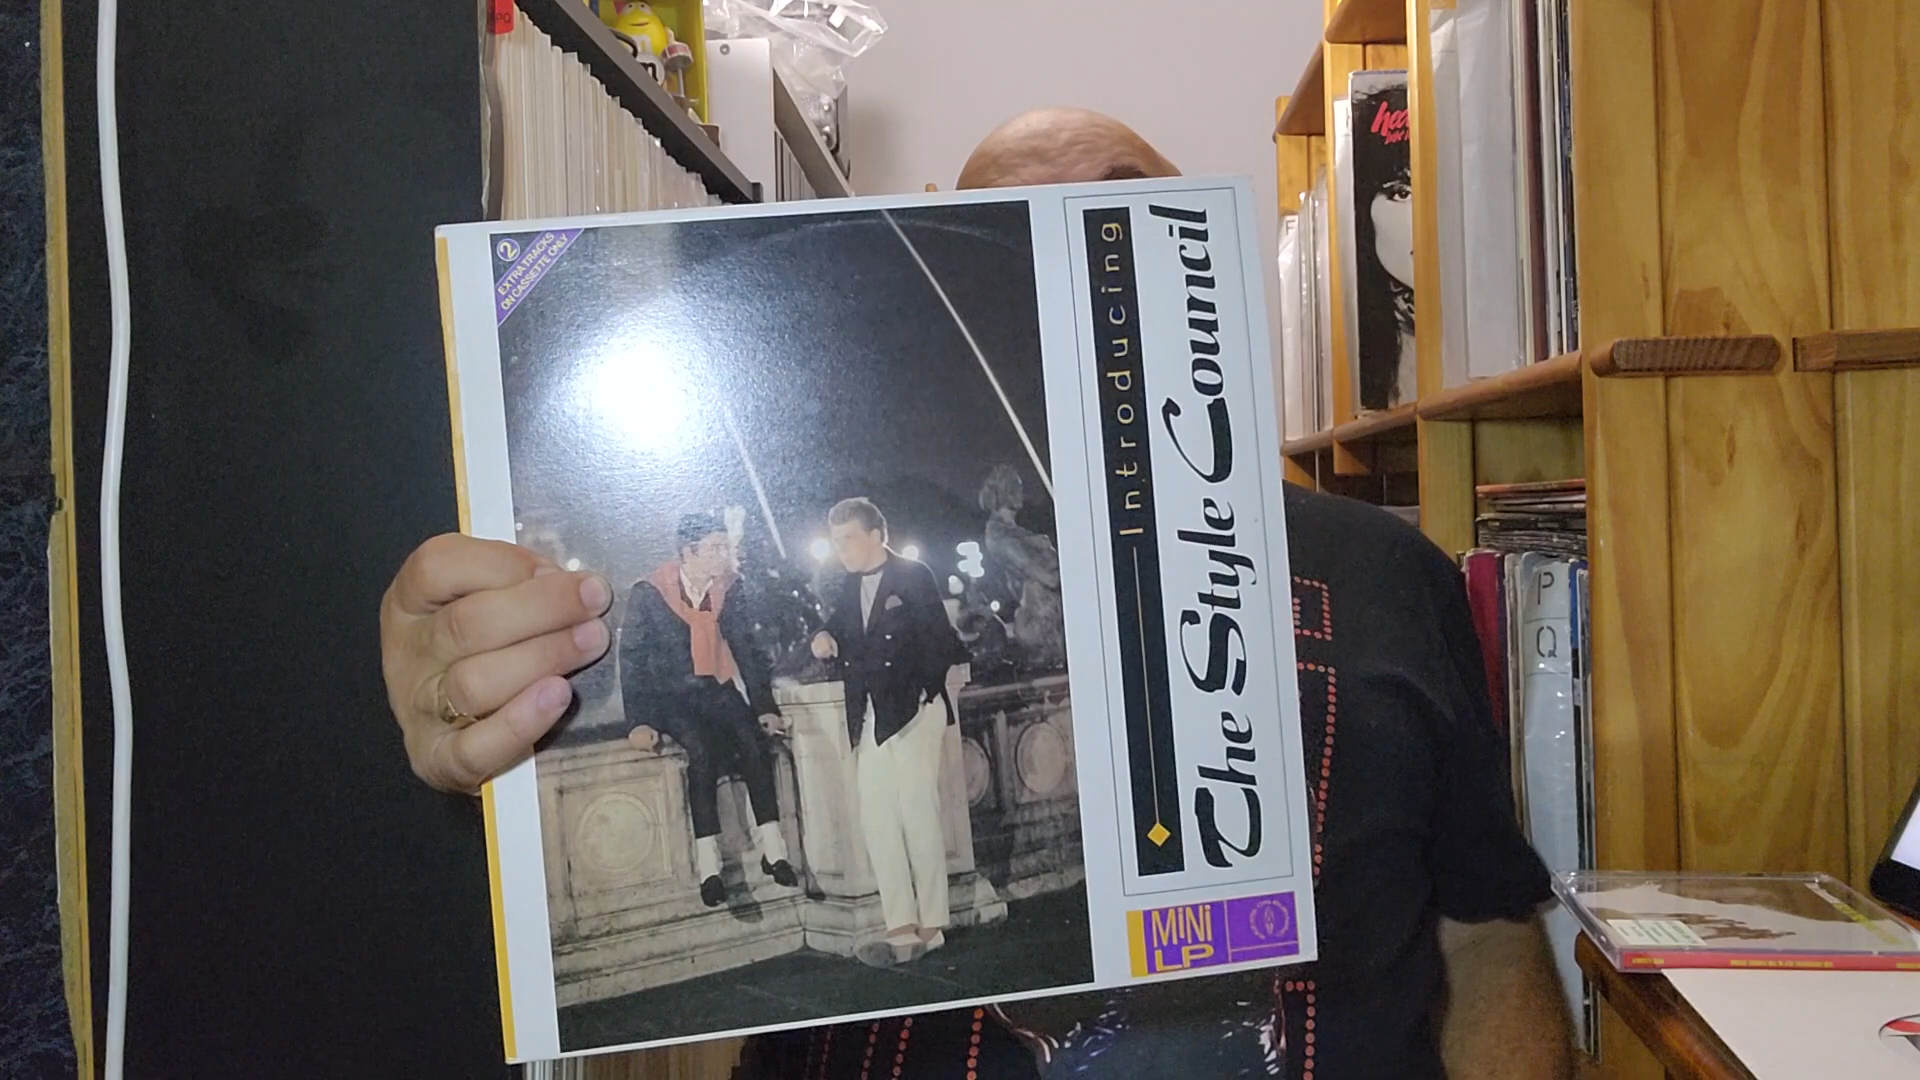 2
EXTRA TRACKS
ON CASSETTE ONLY
Introducing
The Style Council
MiNi
LP
P
Q
F